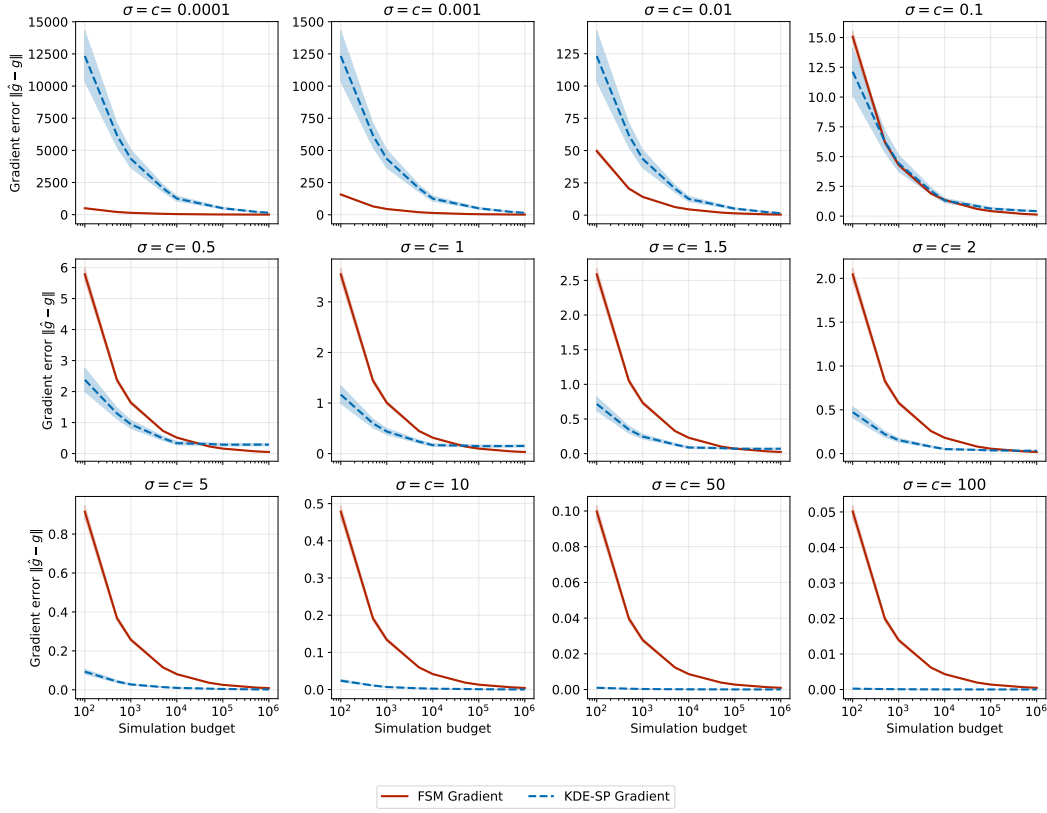 σ = c= 0.0001
σ = c= 0.001
σ = c= 0.01
σ = c= 0.1
Gradient error ‖ĝ − g‖
15000
12500
10000
7500
5000
2500
0
1500
1250
1000
750
500
250
0
125
100
75
50
25
0
15.0
12.5
10.0
7.5
5.0
2.5
0.0
σ = c= 0.5
σ = c= 1
σ = c= 1.5
σ = c= 2
Gradient error ‖ĝ − g‖
6
5
4
3
2
1
0
3
2
1
0
2.5
2.0
1.5
1.0
0.5
0.0
2.0
1.5
1.0
0.5
0.0
σ = c= 5
σ = c= 10
σ = c= 50
σ = c= 100
Gradient error ‖ĝ − g‖
0.8
0.6
0.4
0.2
0.0
0.5
0.4
0.3
0.2
0.1
0.0
0.10
0.08
0.06
0.04
0.02
0.00
0.05
0.04
0.03
0.02
0.01
0.00
10² 10³ 10⁴ 10⁵ 10⁶
10² 10³ 10⁴ 10⁵ 10⁶
10² 10³ 10⁴ 10⁵ 10⁶
10² 10³ 10⁴ 10⁵ 10⁶
Simulation budget
Simulation budget
Simulation budget
Simulation budget
FSM Gradient
KDE-SP Gradient